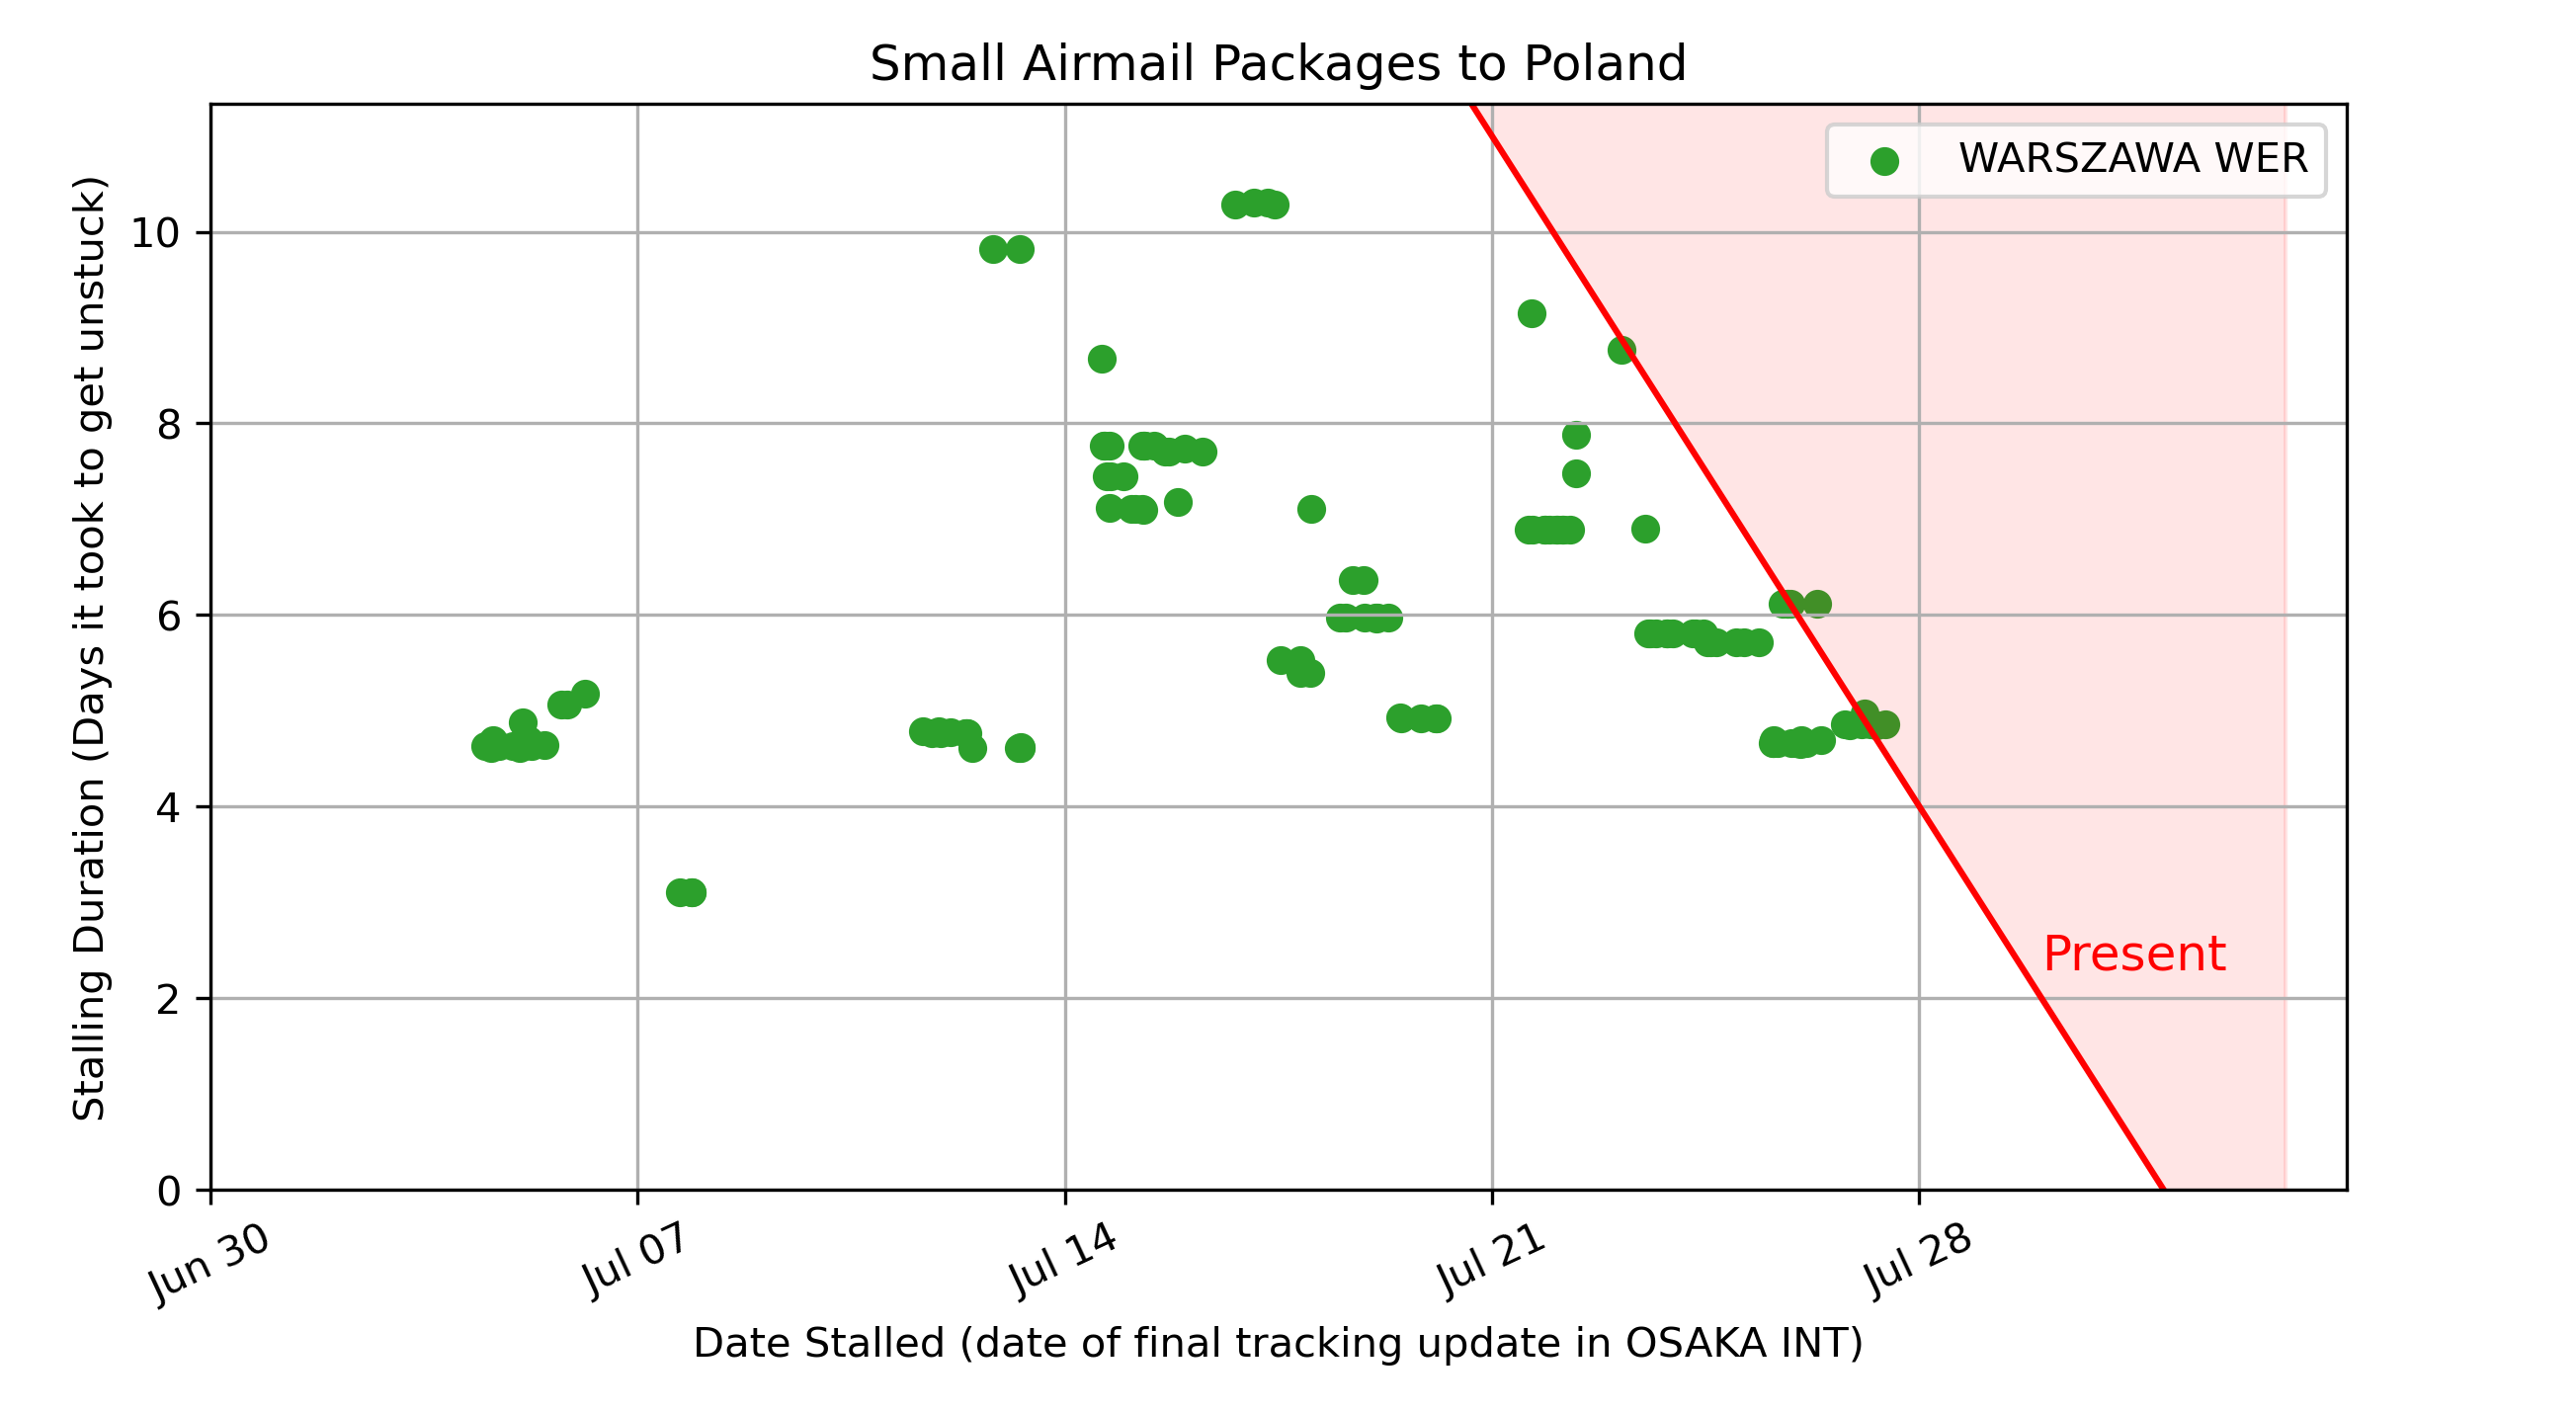 Small Airmail Packages to Poland
WARSZAWA WER
Stalling Duration (Days it took to get unstuck)
10
8
6
4
2
0
Present
Jun 30
Jul 07
Jul 14
Jul 21
Jul 28
Date Stalled (date of final tracking update in OSAKA INT)